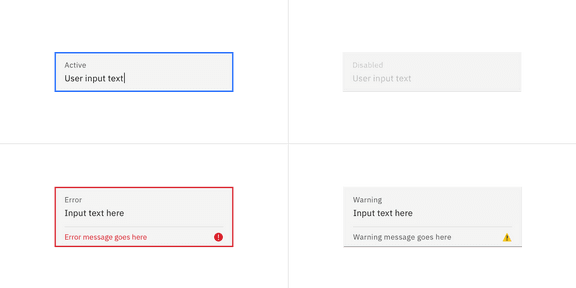 Active
User input text
Disabled
User input text
Error
Input text here
Error message goes here
Warning
Input text here
Warning message goes here